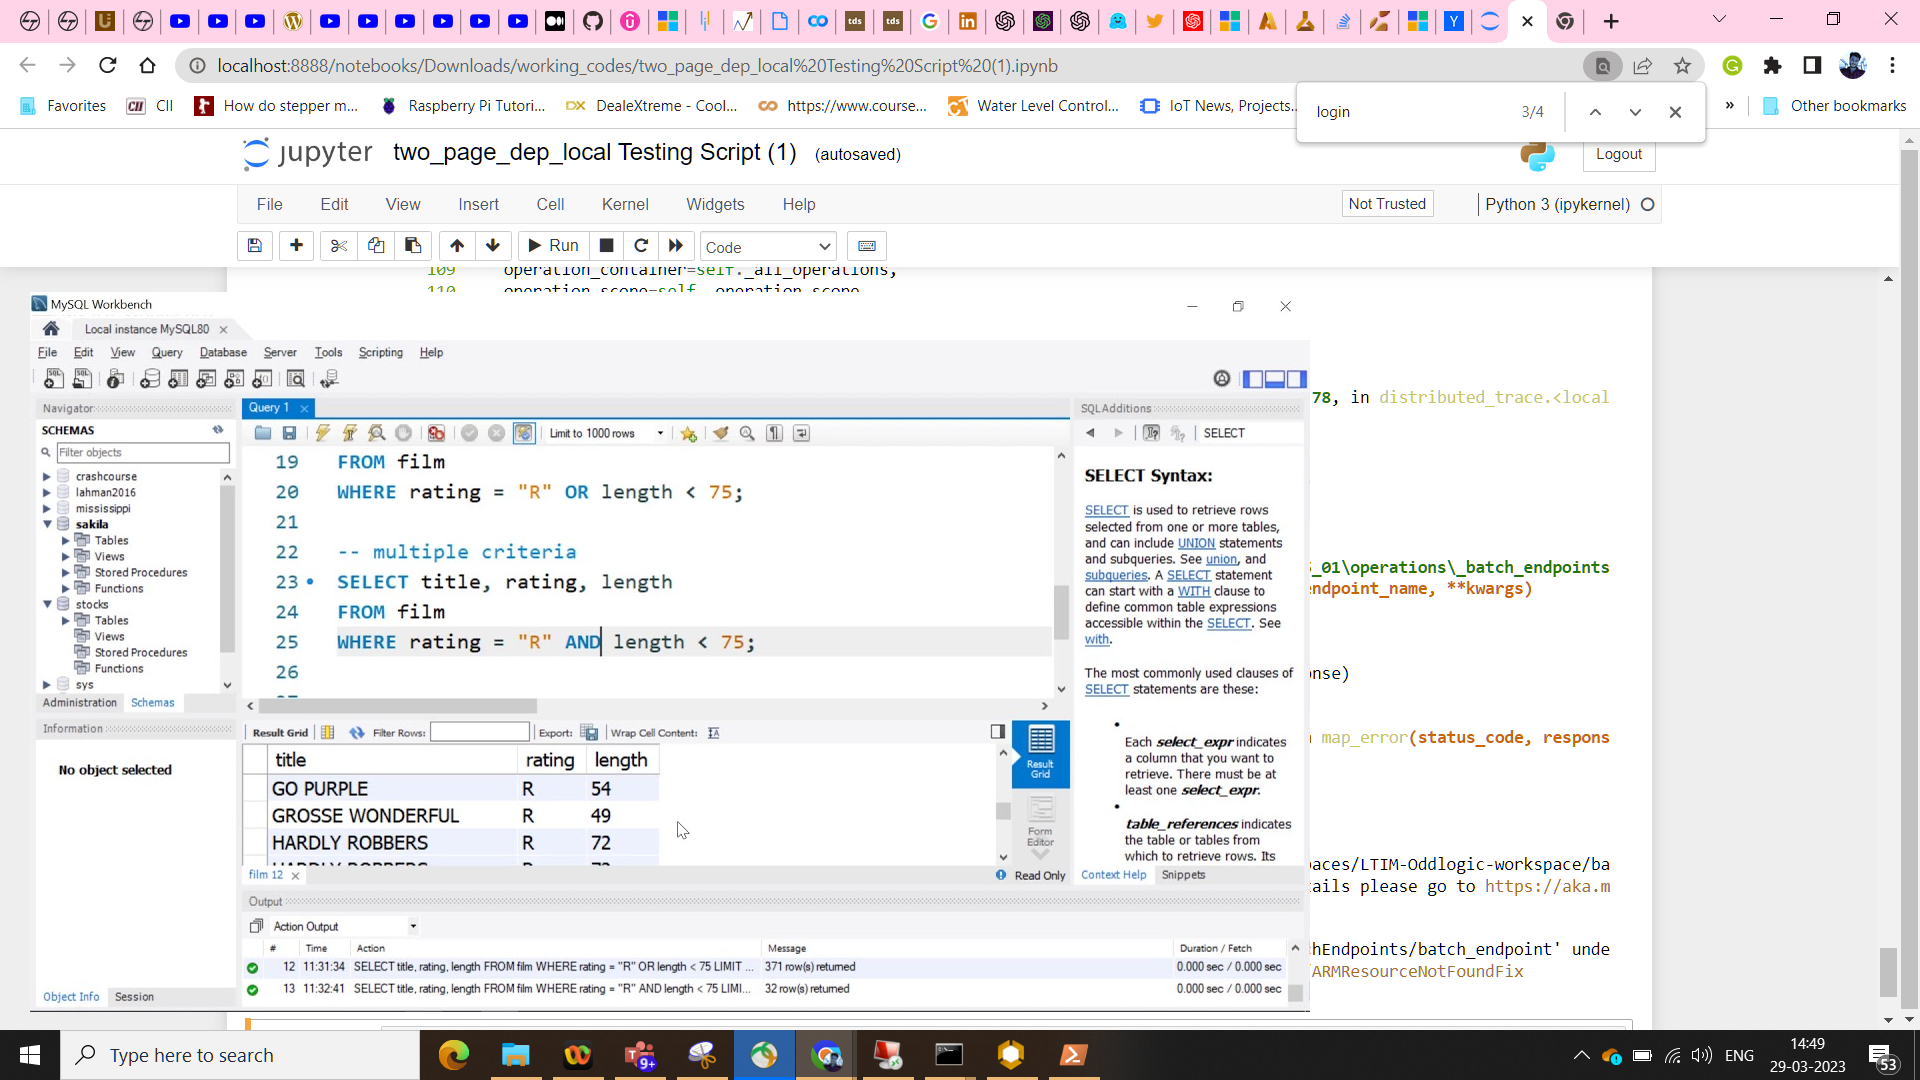 localhost:8888/notebooks/Downloads/working_codes/two_page_dep_local%20Testing%20Script%20(1).ipynb
Favorites
CII
How do stepper m...
Raspberry Pi Tutori...
DealeXtreme - Cool...
https://www.course...
Water Level Control...
IoT News, Projects...
»
Other bookmarks
login 3/4
jupyter two_page_dep_local Testing Script (1) (autosaved)
Logout
File Edit View Insert Cell Kernel Widgets Help
Not Trusted
Python 3 (ipykernel)
Run
Code
109 operation_container=self._all_operations,
110 operation_scope=self._operation_scope
MySQL Workbench
Local instance MySQL80
File Edit View Query Database Server Tools Scripting Help
Navigator
SCHEMAS
Filter objects
crashcourse
lahman2016
mississippi
sakila
Tables
Views
Stored Procedures
Functions
stocks
Tables
Views
Stored Procedures
Functions
sys
Administration Schemas
Information
No object selected
Object Info Session
Query 1
Limit to 1000 rows
19 FROM film
20 WHERE rating = "R" OR length < 75;
21
22 -- multiple criteria
23 SELECT title, rating, length
24 FROM film
25 WHERE rating = "R" AND length < 75;
26
Result Grid Filter Rows: Export: Wrap Cell Content:
title rating length
GO PURPLE R 54
GROSSE WONDERFUL R 49
HARDLY ROBBERS R 72
Result Grid
Form Editor
film 12
Read Only
SQLAdditions
SELECT
SELECT Syntax:
SELECT is used to retrieve rows
selected from one or more tables,
and can include UNION statements
and subqueries. See union, and
subqueries. A SELECT statement
can start with a WITH clause to
define common table expressions
accessible within the SELECT. See
with.
The most commonly used clauses of
SELECT statements are these:
Each select_expr indicates
a column that you want to
retrieve. There must be at
least one select_expr.
table_references indicates
the table or tables from
which to retrieve rows. Its
Context Help Snippets
Output
Action Output
# Time Action Message Duration / Fetch
12 11:31:34 SELECT title, rating, length FROM film WHERE rating = "R" OR length < 75 LIMIT ... 371 row(s) returned 0.000 sec / 0.000 sec
13 11:32:41 SELECT title, rating, length FROM film WHERE rating = "R" AND length < 75 LIMI... 32 row(s) returned 0.000 sec / 0.000 sec
78, in distributed_trace.<local
_01\operations\_batch_endpoints
endpoint_name, **kwargs)
nse)
map_error(status_code, respons
aces/LTIM-Oddlogic-workspace/ba
ails please go to https://aka.m
hEndpoints/batch_endpoint' unde
/ARMResourceNotFoundFix
Type here to search
ENG
14:49
29-03-2023
53